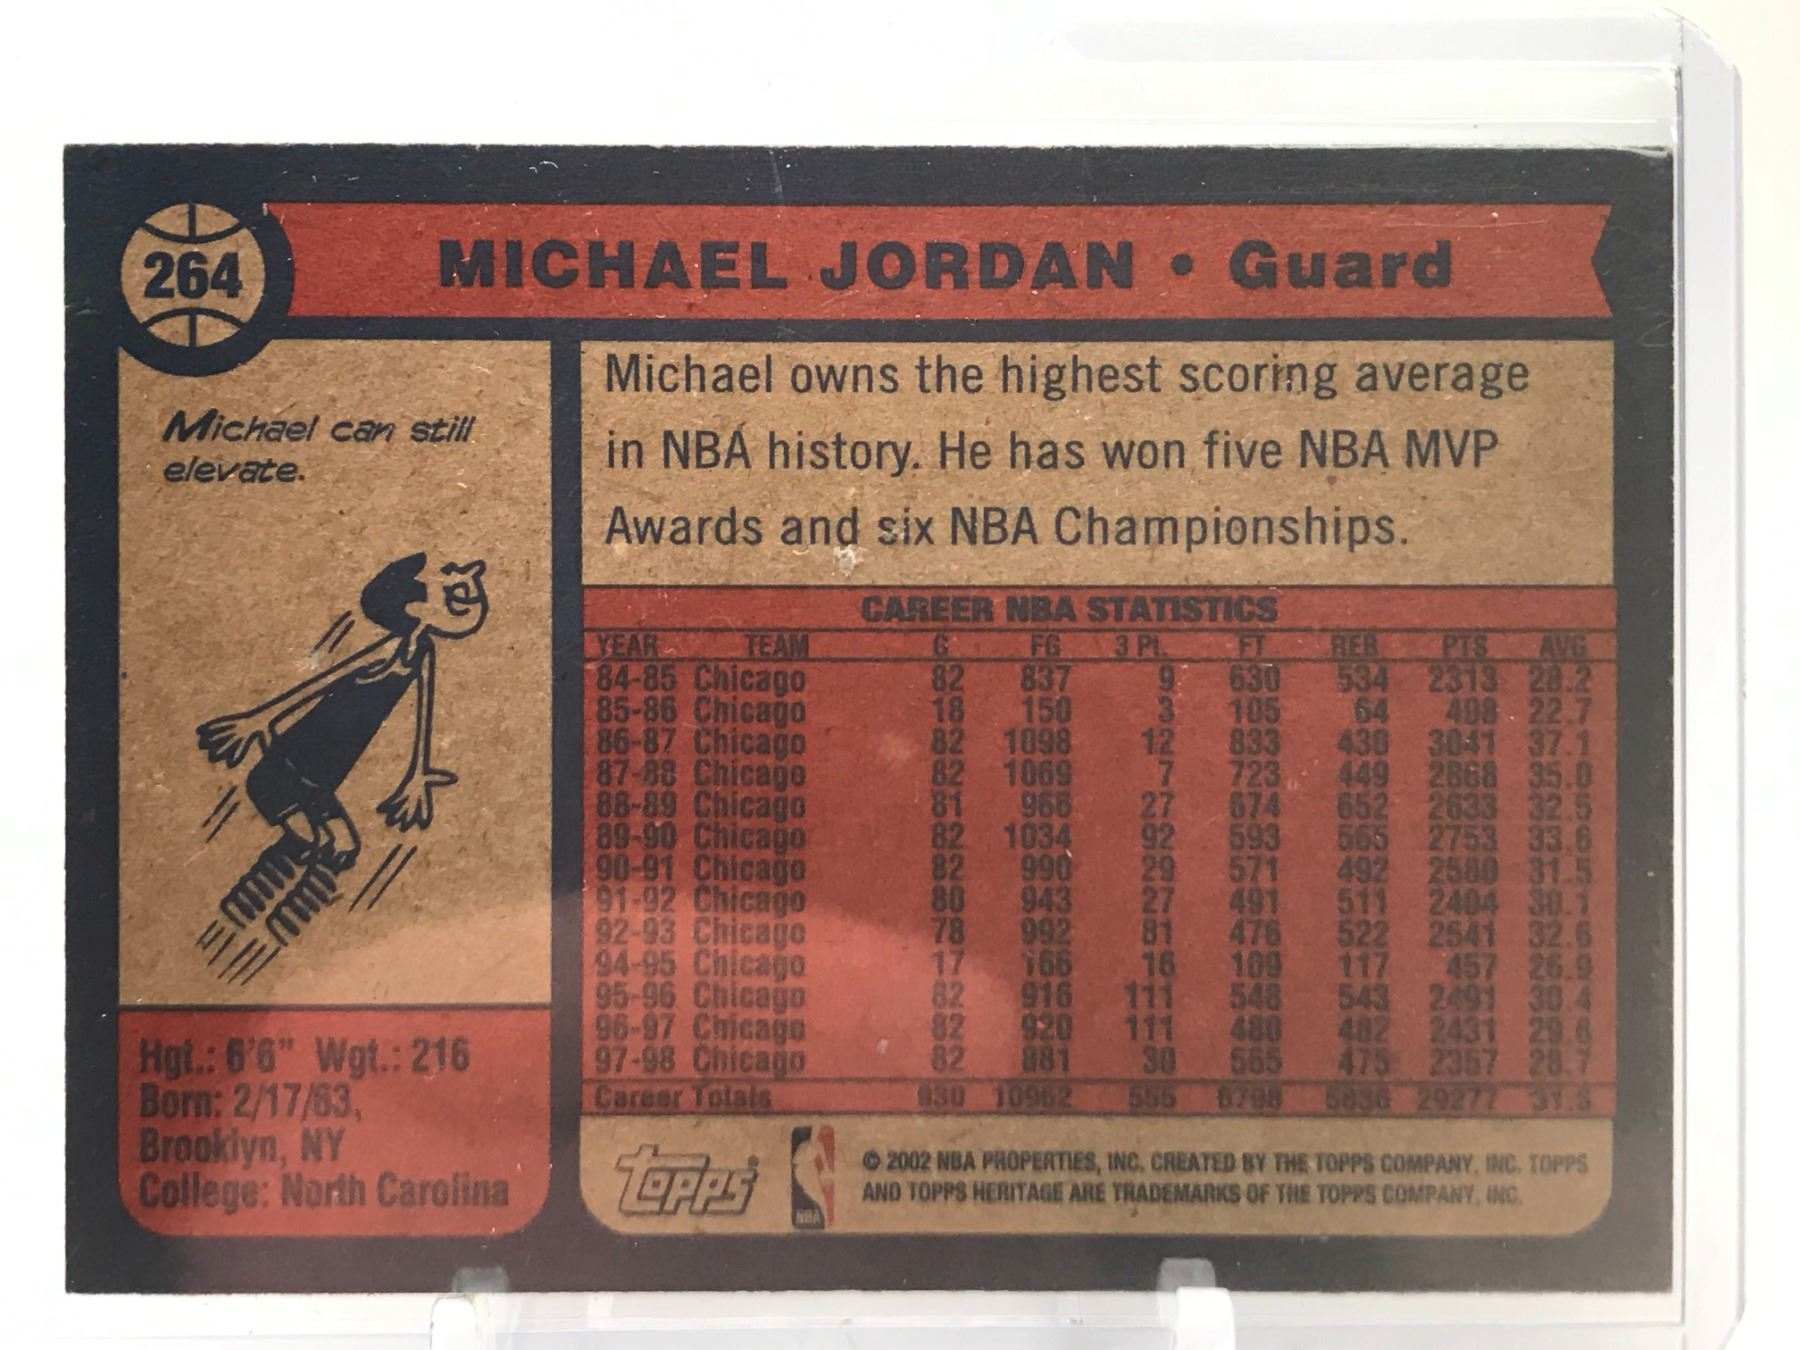 264
MICHAEL JORDAN • Guard
Michael can still
elevate.
Michael owns the highest scoring average
in NBA history. He has won five NBA MVP
Awards and six NBA Championships.
CAREER NBA STATISTICS
YEAR TEAM G FG 3 Pt. FT REB PTS AVG
84-85 Chicago 82 837 9 630 534 2313 28.2
85-86 Chicago 18 150 3 105 64 408 22.7
86-87 Chicago 82 1098 12 833 430 3041 37.1
87-88 Chicago 82 1069 7 723 449 2868 35.0
88-89 Chicago 81 966 27 674 652 2633 32.5
89-90 Chicago 82 1034 92 593 565 2753 33.6
90-91 Chicago 82 990 29 571 492 2580 31.5
91-92 Chicago 80 943 27 491 511 2404 30.1
92-93 Chicago 78 992 81 476 522 2541 32.6
94-95 Chicago 17 166 16 109 117 457 26.9
95-96 Chicago 82 916 111 548 543 2491 30.4
96-97 Chicago 82 920 111 480 482 2431 29.6
97-98 Chicago 82 881 30 565 475 2357 28.7
Career Totals 930 10962 555 6798 5836 29277 31.5
Hgt.: 6'6" Wgt.: 216
Born: 2/17/63,
Brooklyn, NY
College: North Carolina
Topps
NBA
© 2002 NBA PROPERTIES, INC. CREATED BY THE TOPPS COMPANY, INC. TOPPS
AND TOPPS HERITAGE ARE TRADEMARKS OF THE TOPPS COMPANY, INC.